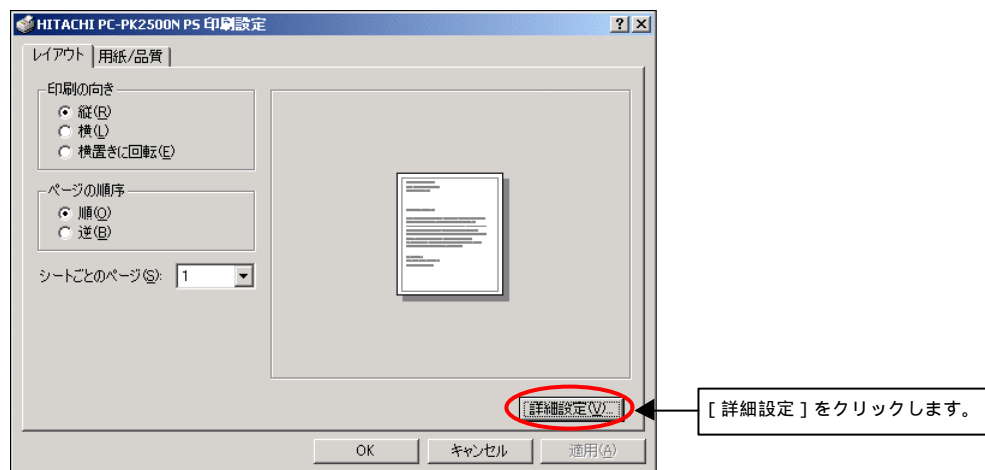 HITACHI PC-PK2500N PS 印刷設定
レイアウト 用紙/品質
印刷の向き
縦(R)
横(L)
横置きに回転(E)
ページの順序
順(O)
逆(B)
シートごとのページ(S): 1
詳細設定(V)...
[ 詳細設定 ] をクリックします。
OK キャンセル 適用(A)